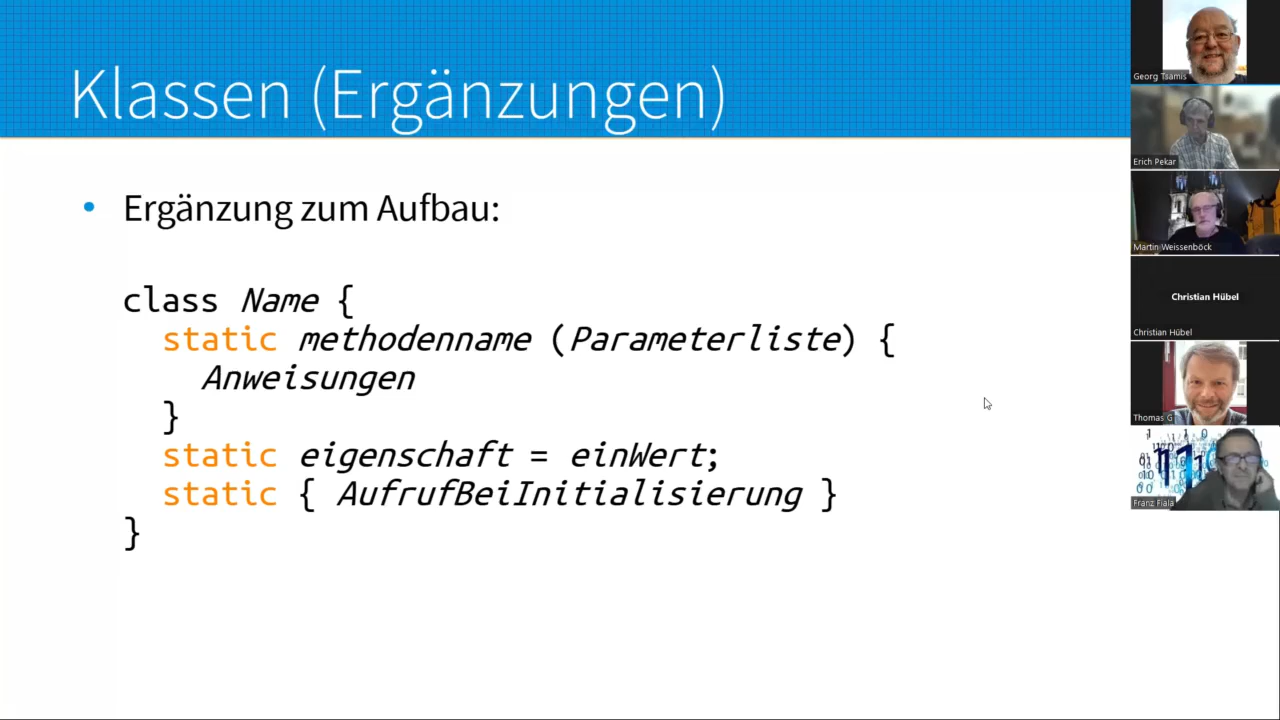 Klassen (Ergänzungen)
• Ergänzung zum Aufbau:
class Name {
static methodenname (Parameterliste) {
Anweisungen
}
static eigenschaft = einWert;
static { AufrufBeiInitialisierung }
}
Georg Tsamis
Erich Pekar
Martin Weissenböck
Christian Hübel
Christian Hübel
Thomas G
Franz Fiala